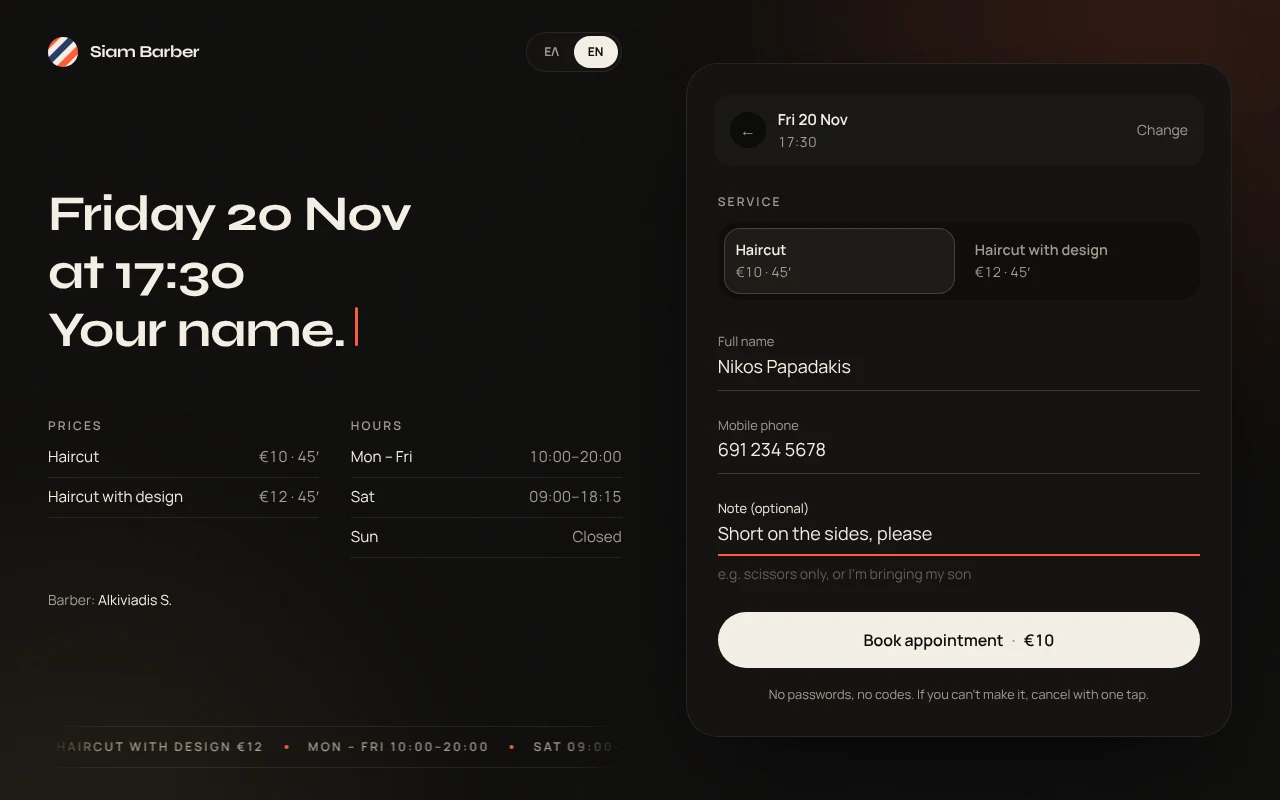 Siam Barber
ΕΛ EN
Friday 20 Nov
at 17:30
Your name.
PRICES
Haircut €10 · 45′
Haircut with design €12 · 45′
HOURS
Mon – Fri 10:00–20:00
Sat 09:00–18:15
Sun Closed
Barber: Alkiviadis S.
HAIRCUT WITH DESIGN €12 • MON – FRI 10:00–20:00 • SAT 09:00–
← Fri 20 Nov
17:30
Change
SERVICE
Haircut
€10 · 45′
Haircut with design
€12 · 45′
Full name
Nikos Papadakis
Mobile phone
691 234 5678
Note (optional)
Short on the sides, please
e.g. scissors only, or I'm bringing my son
Book appointment · €10
No passwords, no codes. If you can't make it, cancel with one tap.